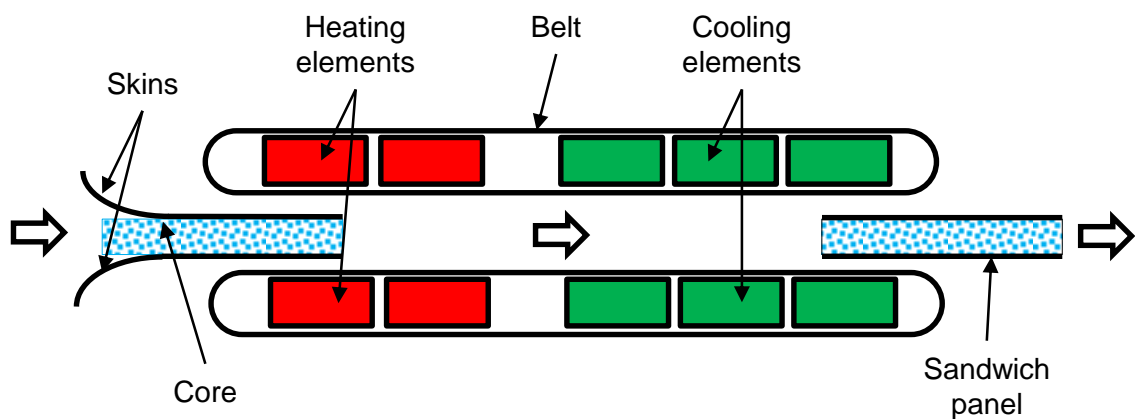 Heating
elements
Belt
Cooling
elements
Skins
Core
Sandwich
panel